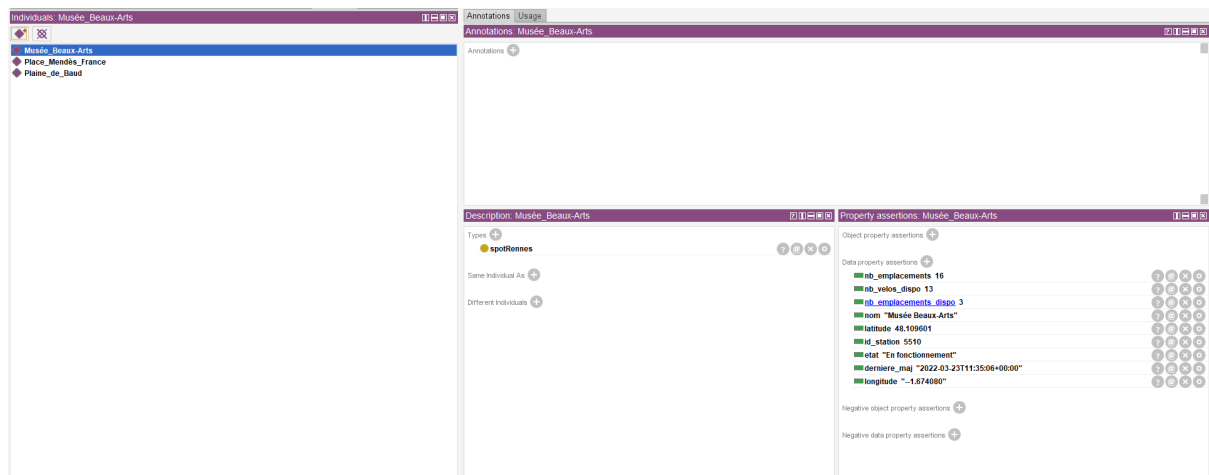 Individuals: Musée_Beaux-Arts
Musée_Beaux-Arts
Place_Mendès_France
Plaine_de_Baud
Annotations Usage
Annotations: Musée_Beaux-Arts
Annotations
Description: Musée_Beaux-Arts
Types
spotRennes
Same Individual As
Different Individuals
Property assertions: Musée_Beaux-Arts
Object property assertions
Data property assertions
nb_emplacements 16
nb_velos_dispo 13
nb_emplacements_dispo 3
nom "Musée Beaux-Arts"
latitude 48.109601
id_station 5510
etat "En fonctionnement"
derniere_maj "2022-03-23T11:35:06+00:00"
longitude "--1.674080"
Negative object property assertions
Negative data property assertions